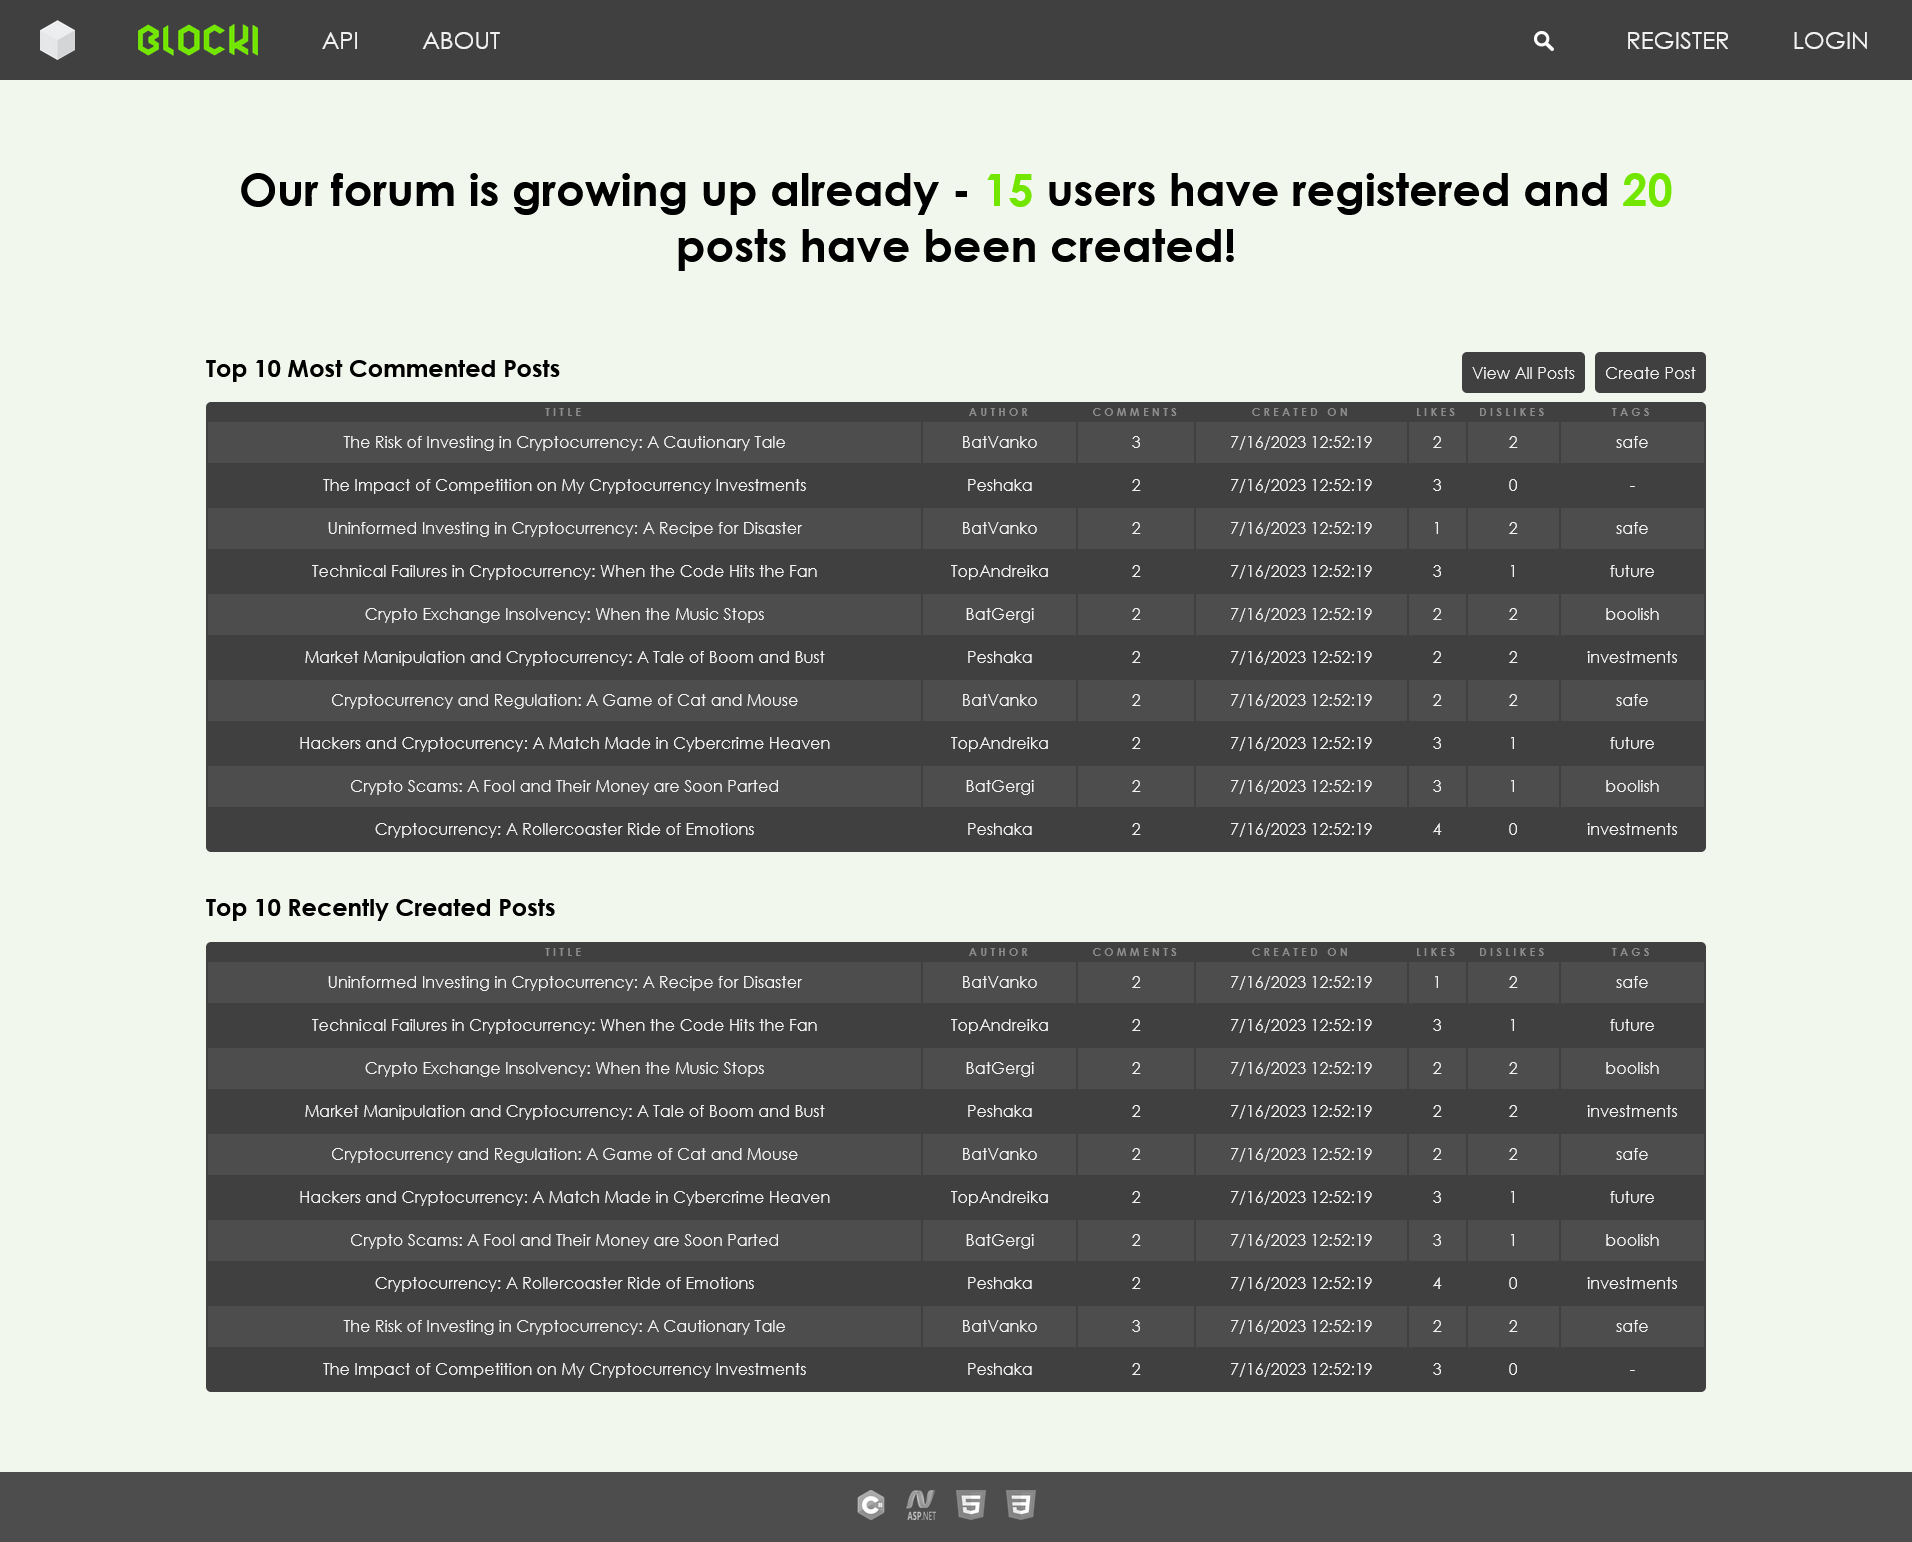 BLOCKI API ABOUT REGISTER LOGIN
Our forum is growing up already - 15 users have registered and 20
posts have been created!
Top 10 Most Commented Posts View All Posts Create Post
TITLE AUTHOR COMMENTS CREATED ON LIKES DISLIKES TAGS
The Risk of Investing in Cryptocurrency: A Cautionary Tale BatVanko 3 7/16/2023 12:52:19 2 2 safe
The Impact of Competition on My Cryptocurrency Investments Peshaka 2 7/16/2023 12:52:19 3 0 -
Uninformed Investing in Cryptocurrency: A Recipe for Disaster BatVanko 2 7/16/2023 12:52:19 1 2 safe
Technical Failures in Cryptocurrency: When the Code Hits the Fan TopAndreika 2 7/16/2023 12:52:19 3 1 future
Crypto Exchange Insolvency: When the Music Stops BatGergi 2 7/16/2023 12:52:19 2 2 boolish
Market Manipulation and Cryptocurrency: A Tale of Boom and Bust Peshaka 2 7/16/2023 12:52:19 2 2 investments
Cryptocurrency and Regulation: A Game of Cat and Mouse BatVanko 2 7/16/2023 12:52:19 2 2 safe
Hackers and Cryptocurrency: A Match Made in Cybercrime Heaven TopAndreika 2 7/16/2023 12:52:19 3 1 future
Crypto Scams: A Fool and Their Money are Soon Parted BatGergi 2 7/16/2023 12:52:19 3 1 boolish
Cryptocurrency: A Rollercoaster Ride of Emotions Peshaka 2 7/16/2023 12:52:19 4 0 investments
Top 10 Recently Created Posts
TITLE AUTHOR COMMENTS CREATED ON LIKES DISLIKES TAGS
Uninformed Investing in Cryptocurrency: A Recipe for Disaster BatVanko 2 7/16/2023 12:52:19 1 2 safe
Technical Failures in Cryptocurrency: When the Code Hits the Fan TopAndreika 2 7/16/2023 12:52:19 3 1 future
Crypto Exchange Insolvency: When the Music Stops BatGergi 2 7/16/2023 12:52:19 2 2 boolish
Market Manipulation and Cryptocurrency: A Tale of Boom and Bust Peshaka 2 7/16/2023 12:52:19 2 2 investments
Cryptocurrency and Regulation: A Game of Cat and Mouse BatVanko 2 7/16/2023 12:52:19 2 2 safe
Hackers and Cryptocurrency: A Match Made in Cybercrime Heaven TopAndreika 2 7/16/2023 12:52:19 3 1 future
Crypto Scams: A Fool and Their Money are Soon Parted BatGergi 2 7/16/2023 12:52:19 3 1 boolish
Cryptocurrency: A Rollercoaster Ride of Emotions Peshaka 2 7/16/2023 12:52:19 4 0 investments
The Risk of Investing in Cryptocurrency: A Cautionary Tale BatVanko 3 7/16/2023 12:52:19 2 2 safe
The Impact of Competition on My Cryptocurrency Investments Peshaka 2 7/16/2023 12:52:19 3 0 -
C# ASP.NET 5 3